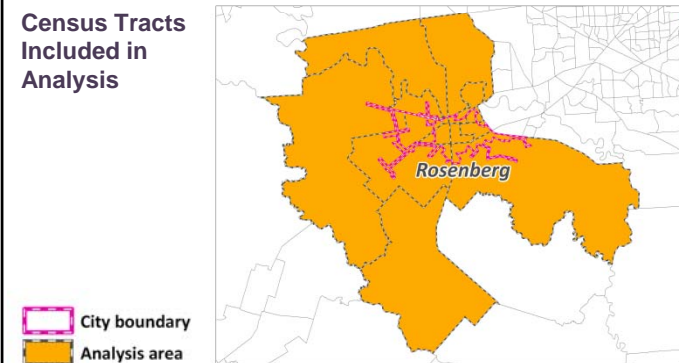 Census Tracts
Included in
Analysis
Rosenberg
City boundary
Analysis area